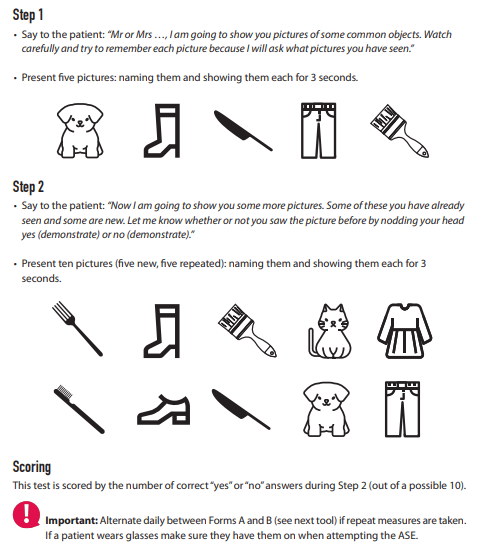 Step 1
• Say to the patient: “Mr or Mrs …, I am going to show you pictures of some common objects. Watch
carefully and try to remember each picture because I will ask what pictures you have seen.”
• Present five pictures: naming them and showing them each for 3 seconds.
Step 2
• Say to the patient: “Now I am going to show you some more pictures. Some of these you have already
seen and some are new. Let me know whether or not you saw the picture before by nodding your head
yes (demonstrate) or no (demonstrate).”
• Present ten pictures (five new, five repeated): naming them and showing them each for 3
seconds.
Scoring
This test is scored by the number of correct “yes” or “no” answers during Step 2 (out of a possible 10).
! Important: Alternate daily between Forms A and B (see next tool) if repeat measures are taken.
If a patient wears glasses make sure they have them on when attempting the ASE.